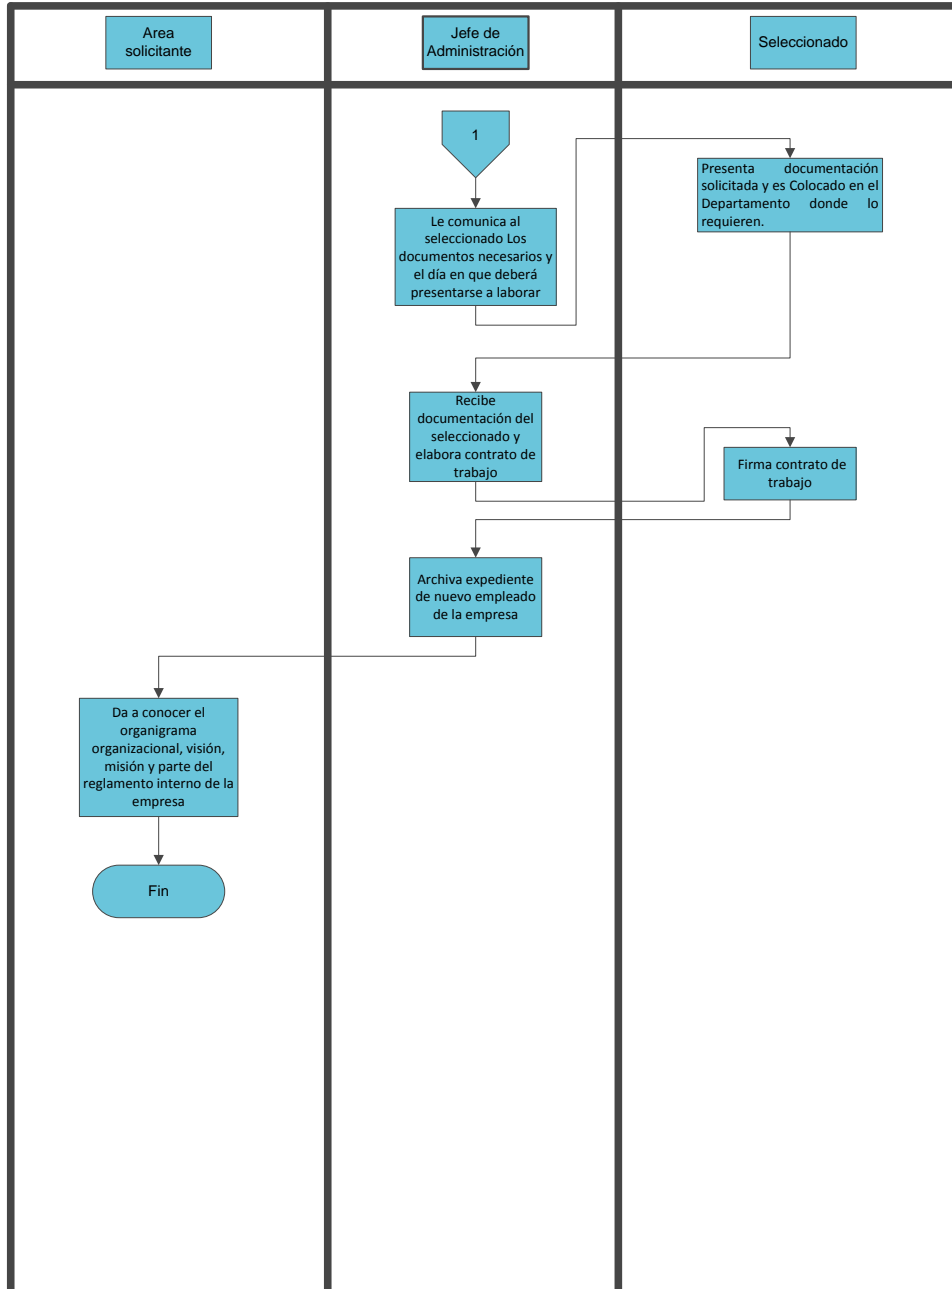 Area
solicitante
Jefe de
Administración
Seleccionado
1
Le comunica al
seleccionado Los
documentos necesarios y
el día en que deberá
presentarse a laborar
Presenta documentación
solicitada y es Colocado en el
Departamento donde lo
requieren.
Recibe
documentación del
seleccionado y
elabora contrato de
trabajo
Firma contrato de
trabajo
Archiva expediente
de nuevo empleado
de la empresa
Da a conocer el
organigrama
organizacional, visión,
misión y parte del
reglamento interno de la
empresa
Fin